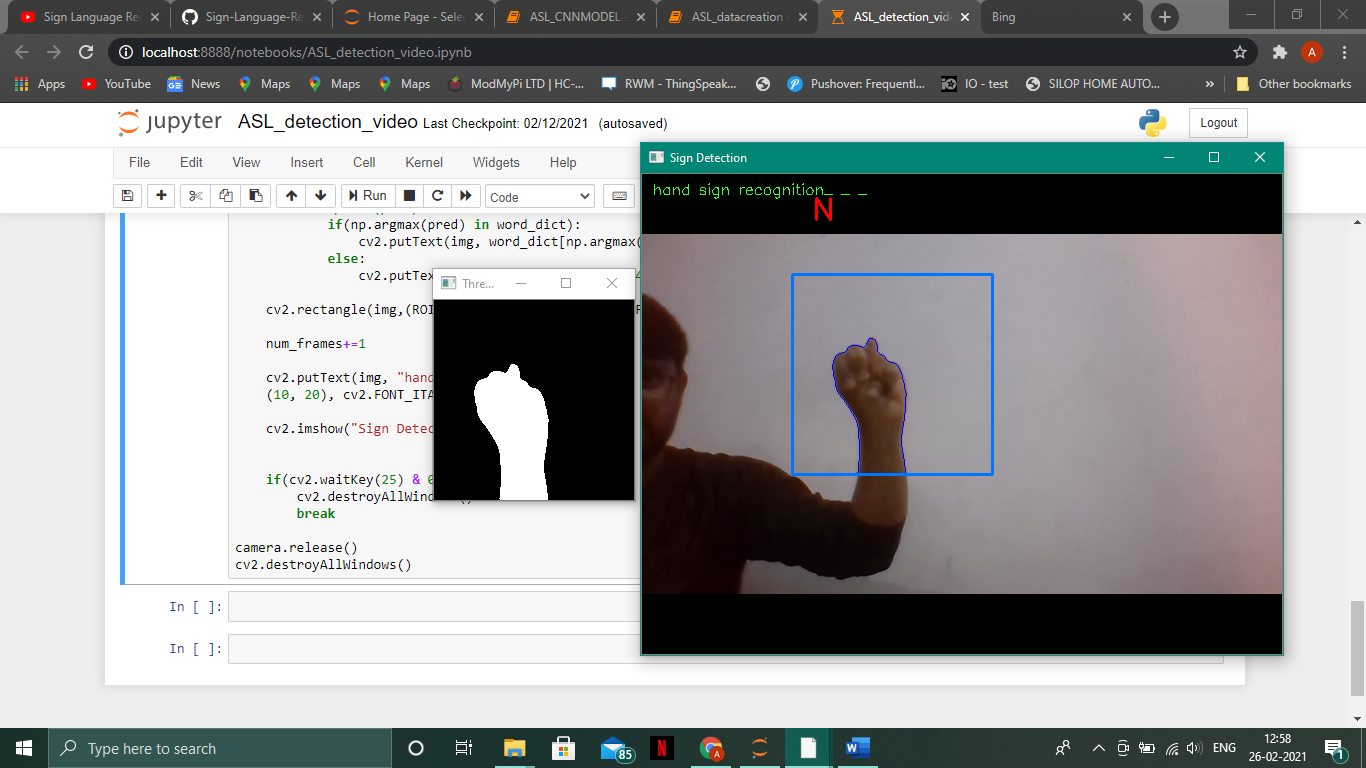 Sign Language Re
Sign-Language-Re
Home Page - Sele
ASL_CNNMODEL -
ASL_datacreation -
ASL_detection_vid
Bing
localhost:8888/notebooks/ASL_detection_video.ipynb
A
Apps
YouTube
News
Maps
Maps
Maps
ModMyPi LTD | HC-...
RWM - ThingSpeak...
Pushover: Frequentl...
IO - test
SILOP HOME AUTO...
»
Other bookmarks
jupyter
ASL_detection_video Last Checkpoint: 02/12/2021 (autosaved)
Logout
File
Edit
View
Insert
Cell
Kernel
Widgets
Help
Run
Code
if(np.argmax(pred) in word_dict):
cv2.putText(img, word_dict[np.argmax(
else:
cv2.putTex
cv2.rectangle(img,(ROI
num_frames+=1
cv2.putText(img, "hand
(10, 20), cv2.FONT_ITA
cv2.imshow("Sign Detec
if(cv2.waitKey(25) & 0
cv2.destroyAllWindows()
break
camera.release()
cv2.destroyAllWindows()
In [ ]:
In [ ]:
Thre...
Sign Detection
hand sign recognition_ _ _
N
Type here to search
85
N
A
W
ENG
12:58
26-02-2021
1